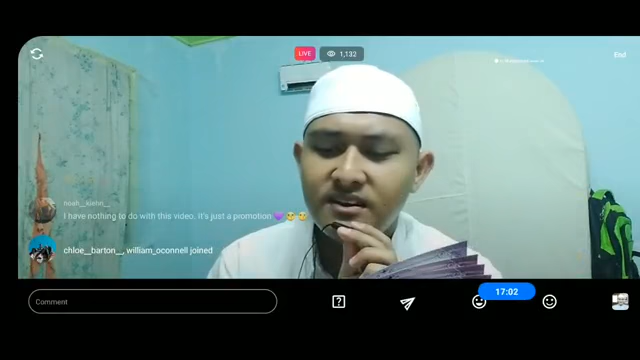 LIVE
1,132
End
noah__kiehn__
I have nothing to do with this video. It's just a promotion 💜😳😳
chloe__barton__, william_oconnell joined
Comment
17:02